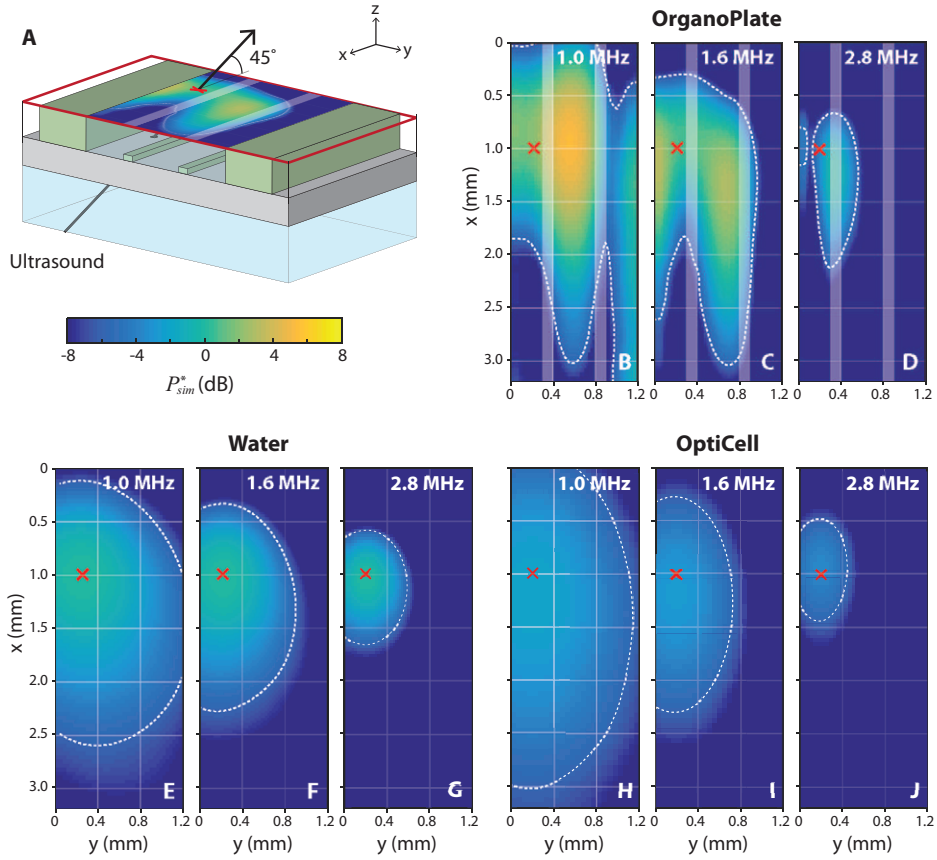 A
45°
z
x
y
Ultrasound
-8
-4
0
4
8
P*sim (dB)
OrganoPlate
1.0 MHz
1.6 MHz
2.8 MHz
0
0.5
1.0
1.5
2.0
2.5
3.0
x (mm)
B
C
D
0 0.4 0.8 1.2
0 0.4 0.8 1.2
0 0.4 0.8 1.2
Water
1.0 MHz
1.6 MHz
2.8 MHz
0
0.5
1.0
1.5
2.0
2.5
3.0
x (mm)
E
F
G
0 0.4 0.8 1.2
0 0.4 0.8 1.2
0 0.4 0.8 1.2
y (mm)
y (mm)
y (mm)
OptiCell
1.0 MHz
1.6 MHz
2.8 MHz
H
I
J
0 0.4 0.8 1.2
0 0.4 0.8 1.2
0 0.4 0.8 1.2
y (mm)
y (mm)
y (mm)